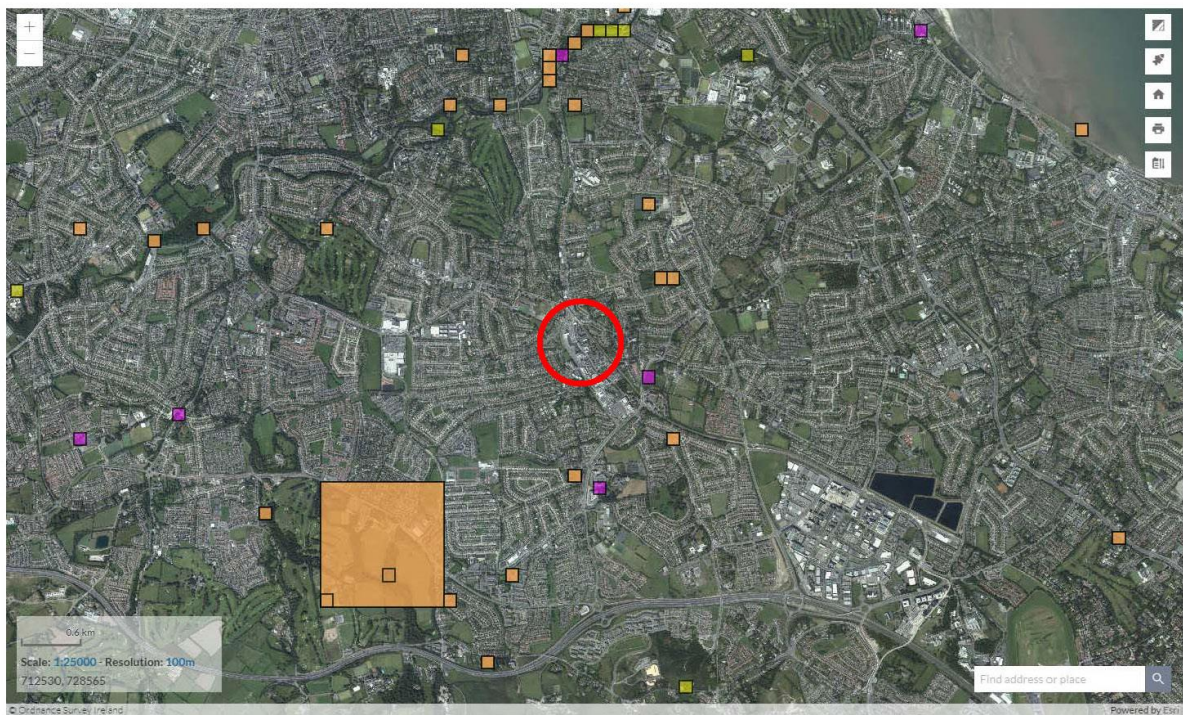 +
−
0.6 km
Scale: 1:25000 - Resolution: 100m
712530, 728565
Find address or place
© Ordnance Survey Ireland
Powered by Esri